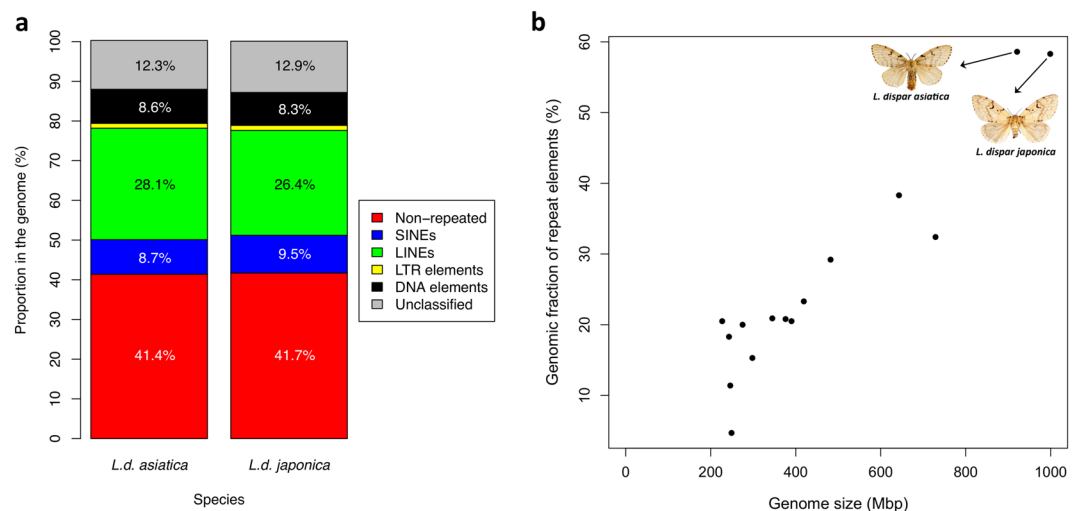 a
Proportion in the genome (%)
100
90
80
70
60
50
40
30
20
10
0
12.3%
12.9%
8.6%
8.3%
28.1%
26.4%
8.7%
9.5%
41.4%
41.7%
L.d. asiatica
L.d. japonica
Species
Non−repeated
SINEs
LINEs
LTR elements
DNA elements
Unclassified
b
Genomic fraction of repeat elements (%)
60
50
40
30
20
10
L. dispar asiatica
L. dispar japonica
0
200
400
600
800
1000
Genome size (Mbp)